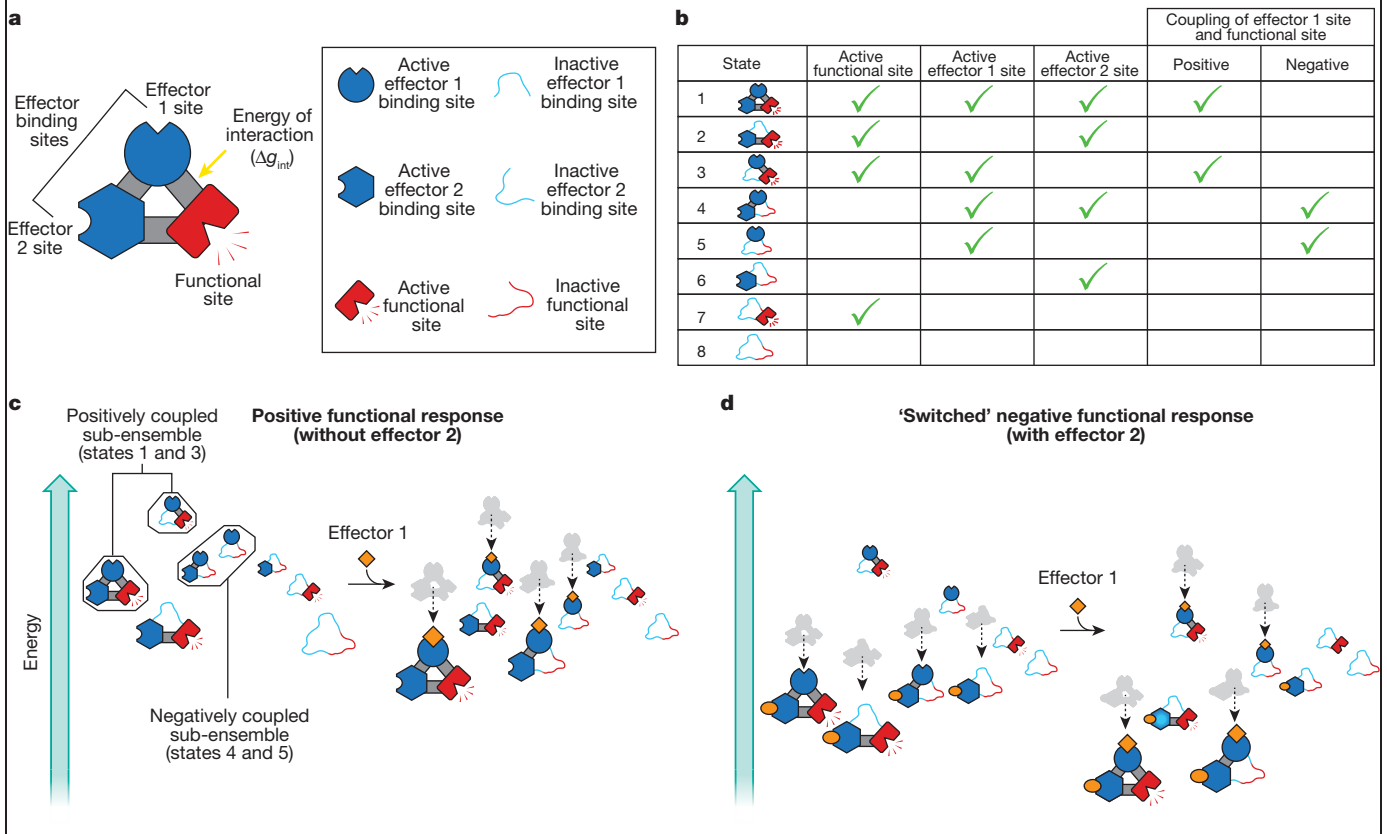 a
Effector
binding
sites
Effector
1 site
Energy of
interaction
(Δg_int)
Effector
2 site
Functional
site
Active
effector 1
binding site
Inactive
effector 1
binding site
Active
effector 2
binding site
Inactive
effector 2
binding site
Active
functional
site
Inactive
functional
site
b
Coupling of effector 1 site
and functional site
State
Active
functional site
Active
effector 1 site
Active
effector 2 site
Positive
Negative
1
2
3
4
5
6
7
8
c
Positively coupled
sub-ensemble
(states 1 and 3)
Positive functional response
(without effector 2)
Energy
Effector 1
Negatively coupled
sub-ensemble
(states 4 and 5)
d
‘Switched’ negative functional response
(with effector 2)
Effector 1